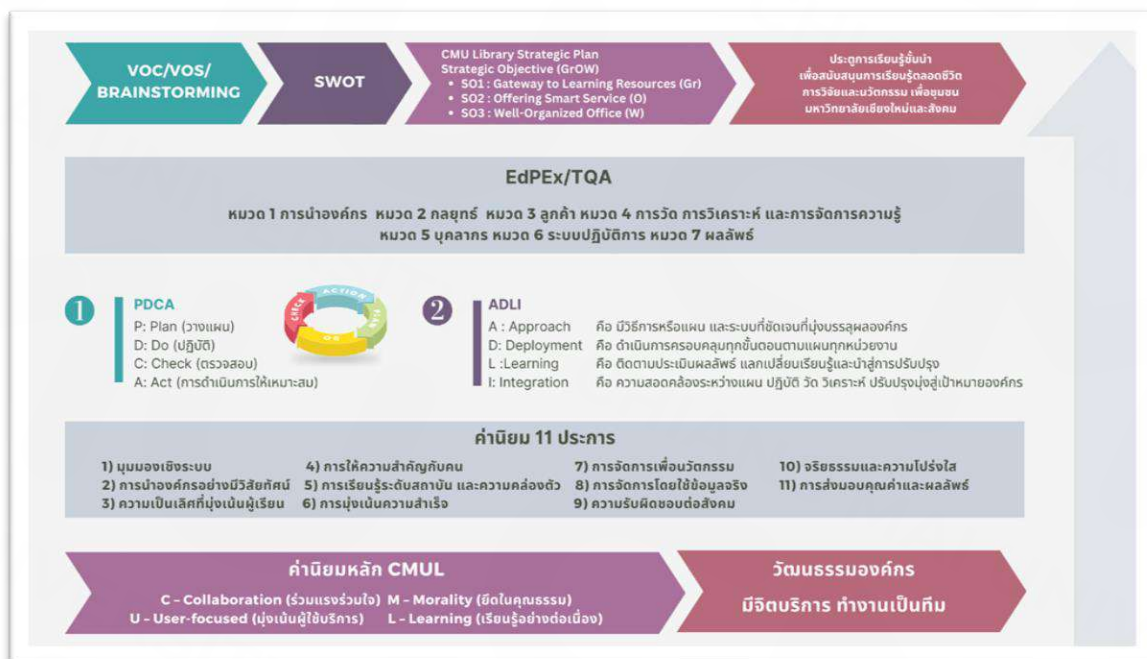 VOC/VOS/
BRAINSTORMING
SWOT
CMU Library Strategic Plan
Strategic Objective (GrOW)
• SO1 : Gateway to Learning Resources (Gr)
• SO2 : Offering Smart Service (O)
• SO3 : Well-Organized Office (W)
ประตูการเรียนรู้ชั้นนำ
เพื่อสนับสนุนการเรียนรู้ตลอดชีวิต
การวิจัยและนวัตกรรม เพื่อชุมชน
มหาวิทยาลัยเชียงใหม่และสังคม
EdPEx/TQA
หมวด 1 การนำองค์กร หมวด 2 กลยุทธ์ หมวด 3 ลูกค้า หมวด 4 การวัด การวิเคราะห์ และการจัดการความรู้
หมวด 5 บุคลากร หมวด 6 ระบบปฏิบัติการ หมวด 7 ผลลัพธ์
1
PDCA
P: Plan (วางแผน)
D: Do (ปฏิบัติ)
C: Check (ตรวจสอบ)
A: Act (การดำเนินการให้เหมาะสม)
ACTION
PLAN
DO
CHECK
2
ADLI
A : Approach คือ มีวิธีการหรือแผน และระบบที่ชัดเจนที่มุ่งบรรลุผลองค์กร
D: Deployment คือ ดำเนินการครอบคลุมทุกขั้นตอนตามแผนทุกหน่วยงาน
L :Learning คือ ติดตามประเมินผลลัพธ์ แลกเปลี่ยนเรียนรู้และนำสู่การปรับปรุง
I: Integration คือ ความสอดคล้องระหว่างแผน ปฏิบัติ วัด วิเคราะห์ ปรับปรุงมุ่งสู่เป้าหมายองค์กร
ค่านิยม 11 ประการ
1) มุมมองเชิงระบบ
2) การนำองค์กรอย่างมีวิสัยทัศน์
3) ความเป็นเลิศที่มุ่งเน้นผู้เรียน
4) การให้ความสำคัญกับคน
5) การเรียนรู้ระดับสถาบัน และความคล่องตัว
6) การมุ่งเน้นความสำเร็จ
7) การจัดการเพื่อนวัตกรรม
8) การจัดการโดยใช้ข้อมูลจริง
9) ความรับผิดชอบต่อสังคม
10) จริยธรรมและความโปร่งใส
11) การส่งมอบคุณค่าและผลลัพธ์
ค่านิยมหลัก CMUL
C – Collaboration (ร่วมแรงร่วมใจ) M – Morality (ยึดในคุณธรรม)
U – User-focused (มุ่งเน้นผู้ใช้บริการ) L – Learning (เรียนรู้อย่างต่อเนื่อง)
วัฒนธรรมองค์กร
มีจิตบริการ ทำงานเป็นทีม